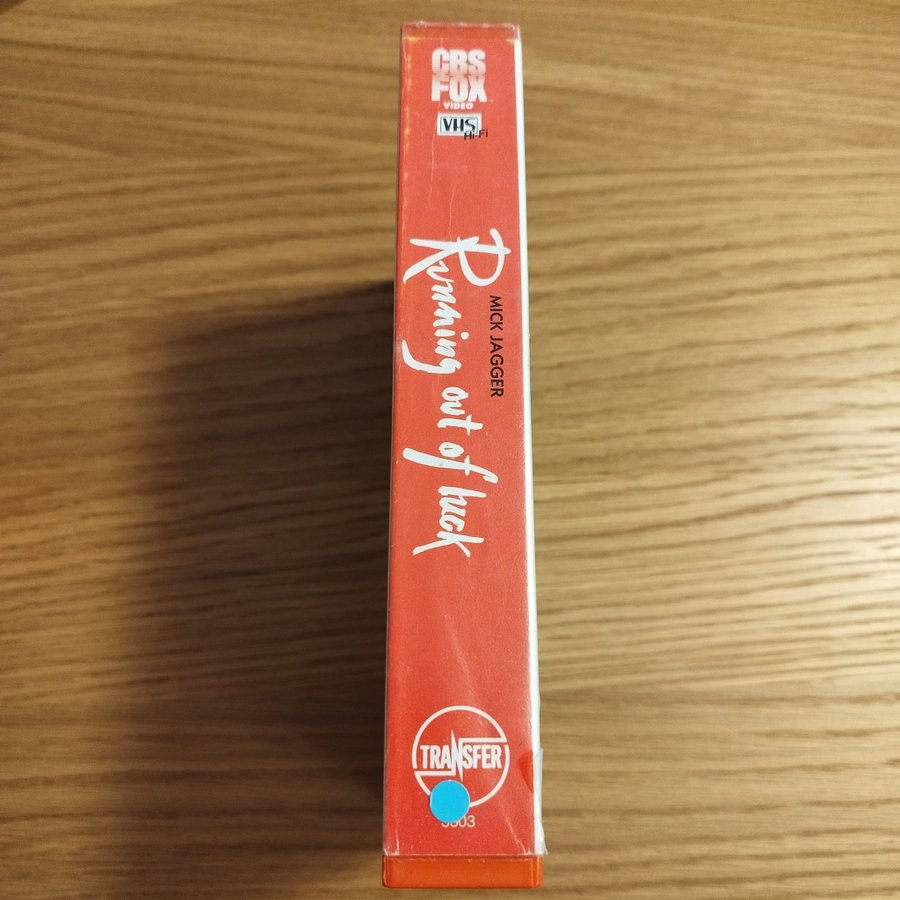 CBS
FOX
VIDEO
VHS
Hi-Fi
MICK JAGGER
Running out of luck
TRANSFER